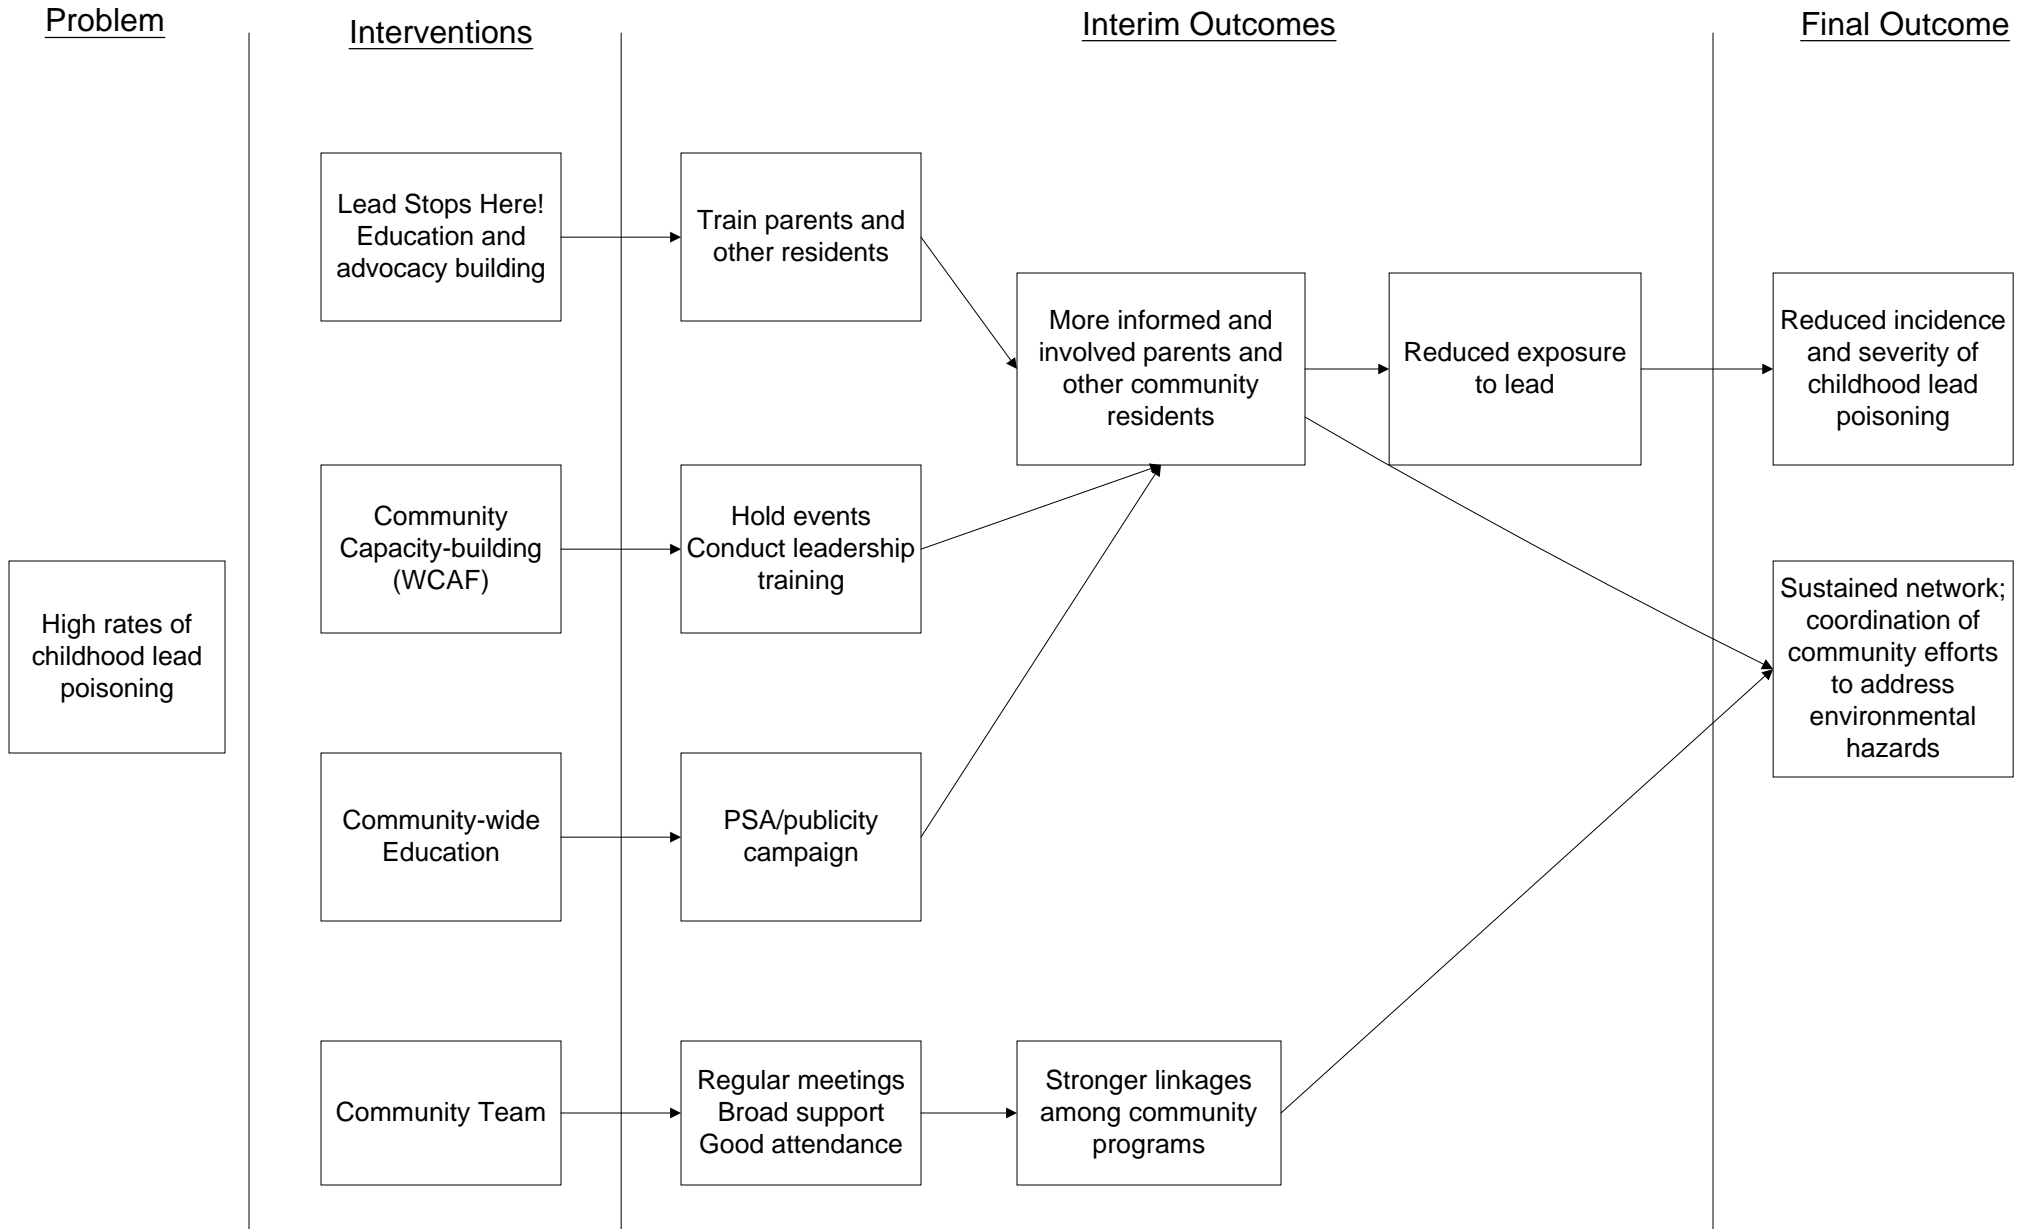 Problem
Interventions
Interim Outcomes
Final Outcome
Lead Stops Here!
Education and
advocacy building
Train parents and
other residents
More informed and
involved parents and
other community
residents
Reduced exposure
to lead
Reduced incidence
and severity of
childhood lead
poisoning
Community
Capacity-building
(WCAF)
Hold events
Conduct leadership
training
High rates of
childhood lead
poisoning
Sustained network;
coordination of
community efforts
to address
environmental
hazards
Community-wide
Education
PSA/publicity
campaign
Community Team
Regular meetings
Broad support
Good attendance
Stronger linkages
among community
programs